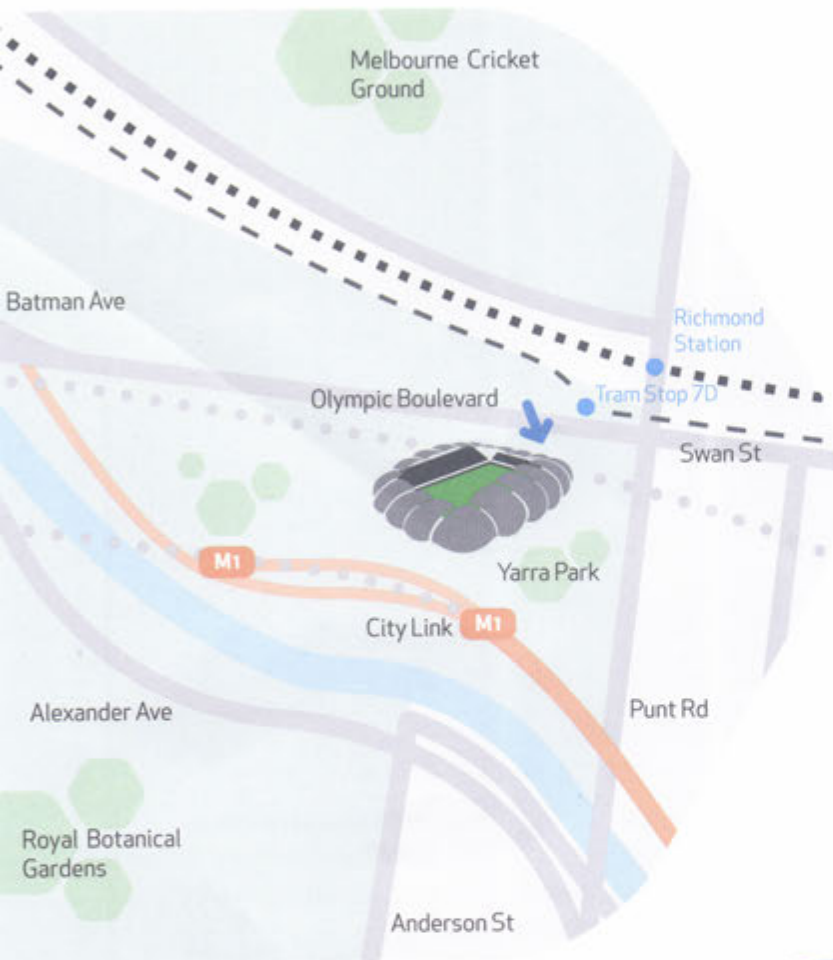 Melbourne Cricket
Ground
Batman Ave
Richmond
Station
Olympic Boulevard
Tram Stop 7D
Swan St
M1
Yarra Park
City Link
M1
Alexander Ave
Punt Rd
Royal Botanical
Gardens
Anderson St